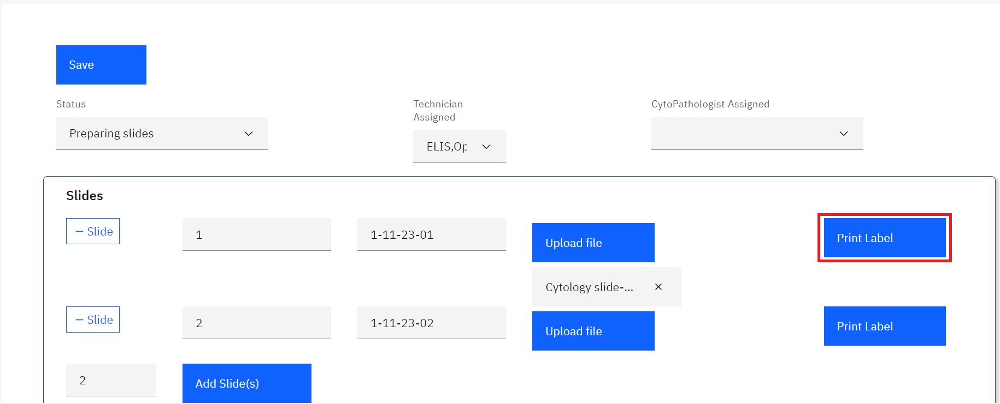 Save
Status
Technician
Assigned
CytoPathologist Assigned
Preparing slides
ELIS,Op
Slides
− Slide
1
1-11-23-01
Upload file
Print Label
Cytology slide-...
− Slide
2
1-11-23-02
Upload file
Print Label
2
Add Slide(s)